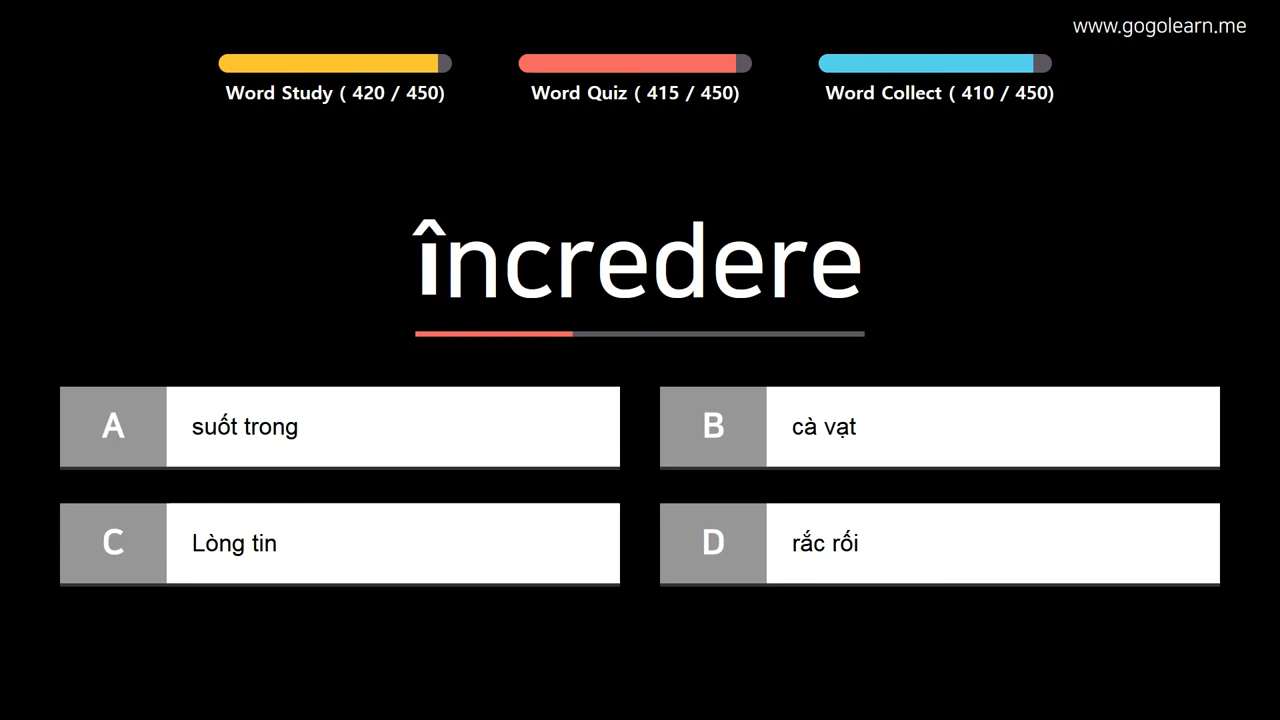 www.gogolearn.me
Word Study ( 420 / 450)
Word Quiz ( 415 / 450)
Word Collect ( 410 / 450)
încredere
A
suốt trong
B
cà vạt
C
Lòng tin
D
rắc rối